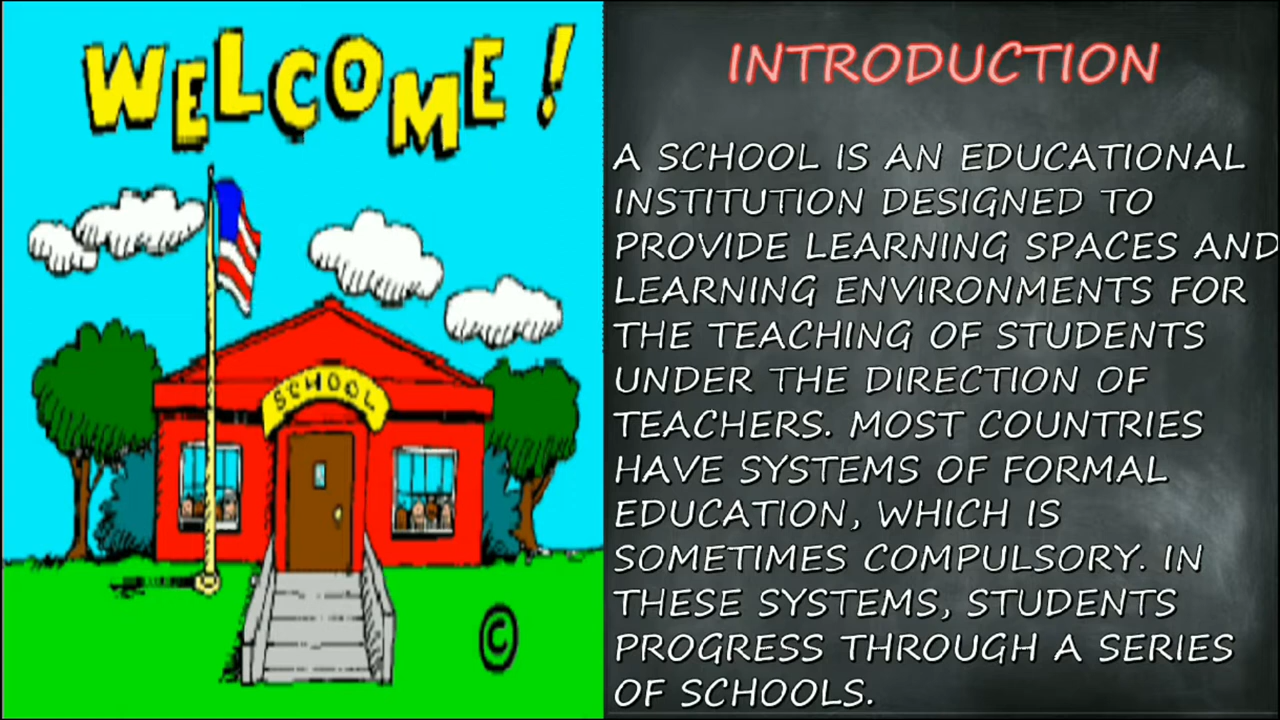 WELCOME!
SCHOOL
©
INTRODUCTION
A SCHOOL IS AN EDUCATIONAL
INSTITUTION DESIGNED TO
PROVIDE LEARNING SPACES AND
LEARNING ENVIRONMENTS FOR
THE TEACHING OF STUDENTS
UNDER THE DIRECTION OF
TEACHERS. MOST COUNTRIES
HAVE SYSTEMS OF FORMAL
EDUCATION, WHICH IS
SOMETIMES COMPULSORY. IN
THESE SYSTEMS, STUDENTS
PROGRESS THROUGH A SERIES
OF SCHOOLS.